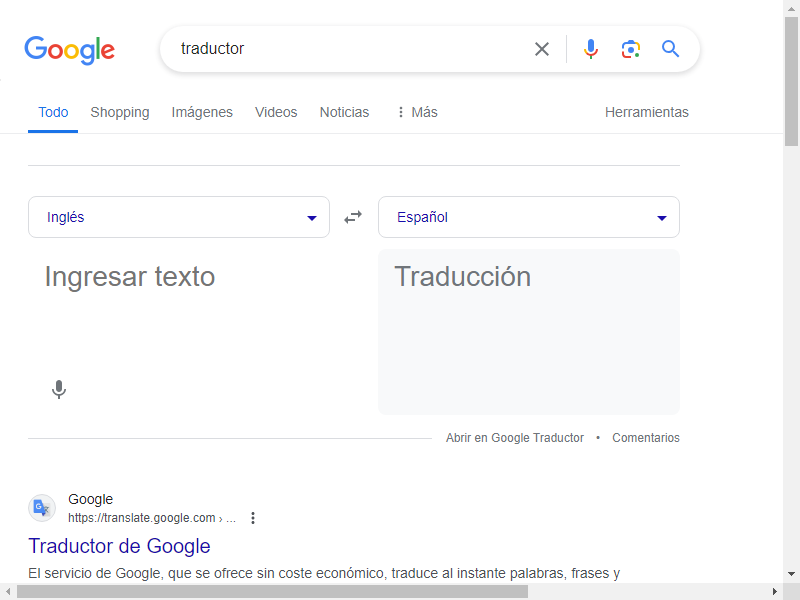 Google
traductor
Todo Shopping Imágenes Videos Noticias Más Herramientas
Inglés Español
Ingresar texto Traducción
Abrir en Google Traductor • Comentarios
Google
https://translate.google.com › ...
Traductor de Google
El servicio de Google, que se ofrece sin coste económico, traduce al instante palabras, frases y